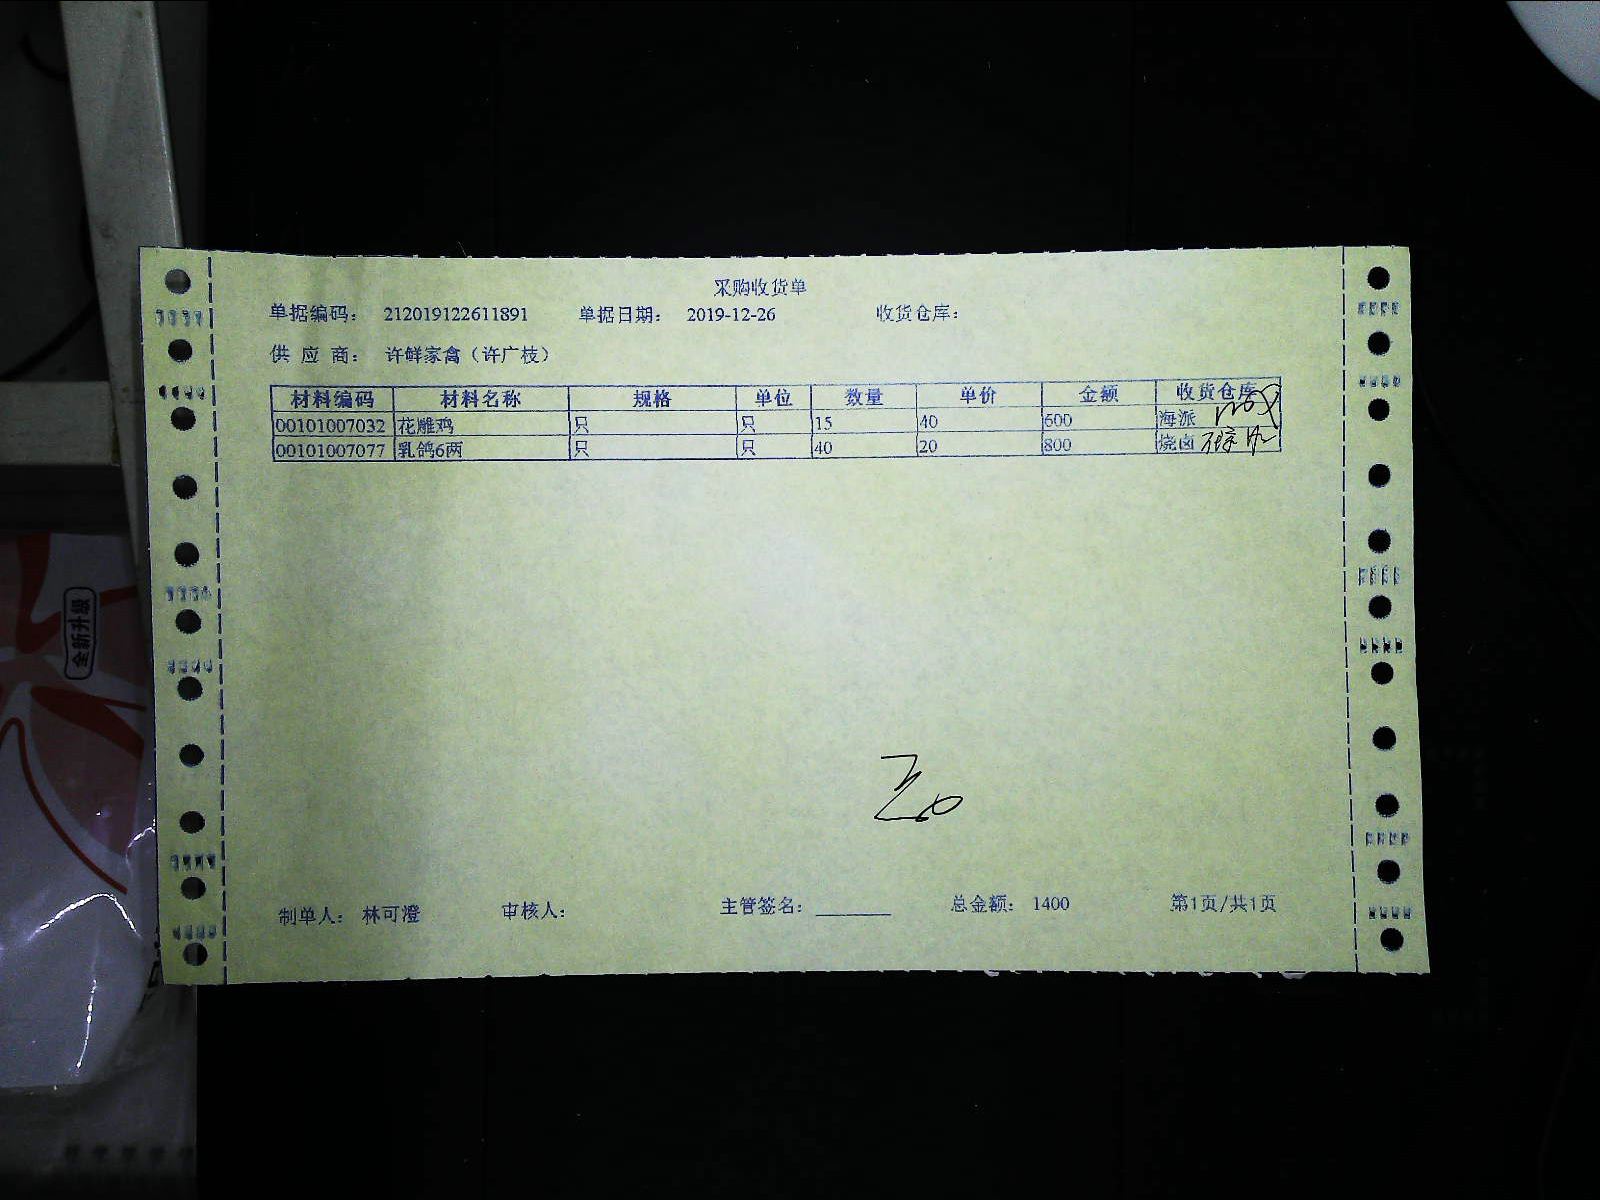 采购收货单
单据编码： 212019122611891 单据日期： 2019-12-26 收货仓库：
供 应 商： 许鲜家禽（许广枝）
材料编码 材料名称 规格 单位 数量 单价 金额 收货仓库
00101007032 花雕鸡 只 只 15 40 600 海派
00101007077 乳鸽6两 只 只 40 20 800 烧卤
制单人： 林可澄 审核人： 主管签名： 总金额： 1400 第1页/共1页
全新升级